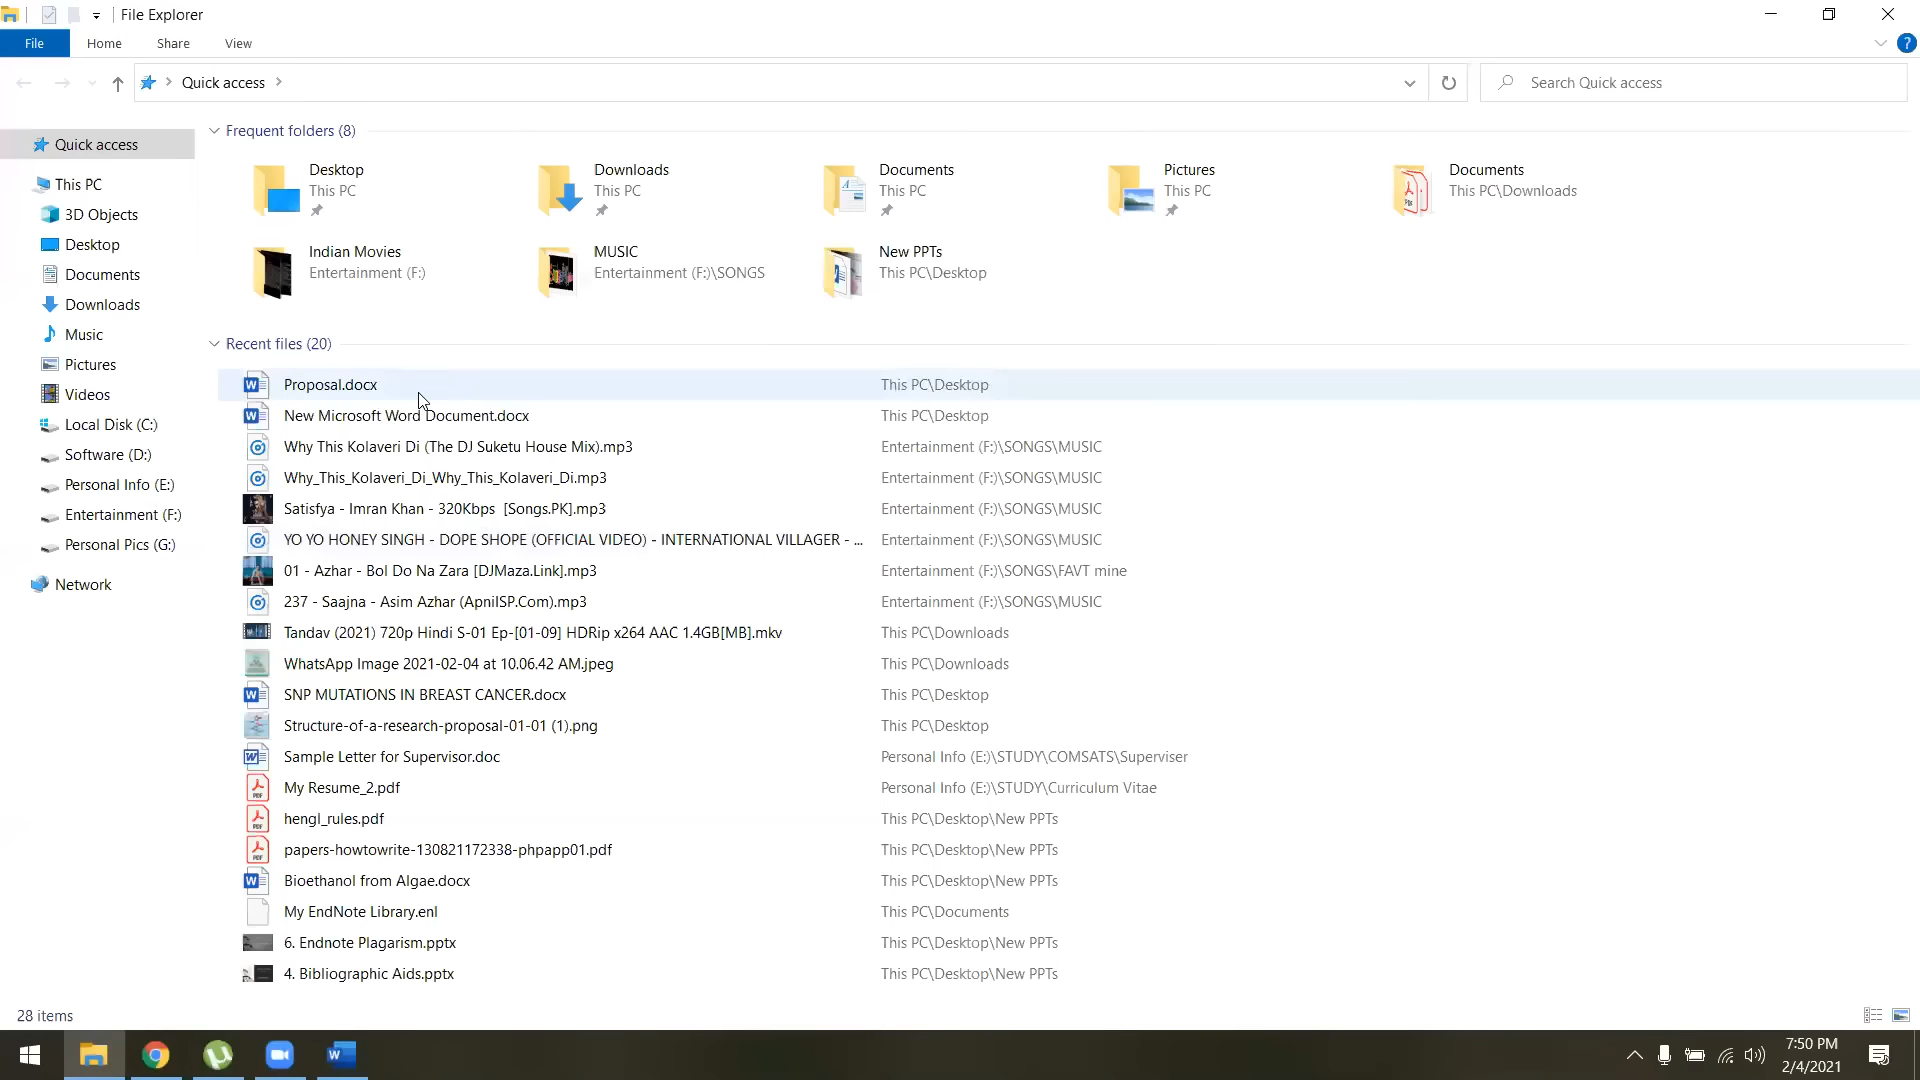 File Explorer
File Home Share View
Quick access
Search Quick access
Quick access
This PC
3D Objects
Desktop
Documents
Downloads
Music
Pictures
Videos
Local Disk (C:)
Software (D:)
Personal Info (E:)
Entertainment (F:)
Personal Pics (G:)
Network
Frequent folders (8)
Desktop
This PC
Downloads
This PC
Documents
This PC
Pictures
This PC
Documents
This PC\Downloads
Indian Movies
Entertainment (F:)
MUSIC
Entertainment (F:)\SONGS
New PPTs
This PC\Desktop
Recent files (20)
Proposal.docx This PC\Desktop
New Microsoft Word Document.docx This PC\Desktop
Why This Kolaveri Di (The DJ Suketu House Mix).mp3 Entertainment (F:)\SONGS\MUSIC
Why_This_Kolaveri_Di_Why_This_Kolaveri_Di.mp3 Entertainment (F:)\SONGS\MUSIC
Satisfya - Imran Khan - 320Kbps [Songs.PK].mp3 Entertainment (F:)\SONGS\MUSIC
YO YO HONEY SINGH - DOPE SHOPE (OFFICIAL VIDEO) - INTERNATIONAL VILLAGER - ... Entertainment (F:)\SONGS\MUSIC
01 - Azhar - Bol Do Na Zara [DJMaza.Link].mp3 Entertainment (F:)\SONGS\FAVT mine
237 - Saajna - Asim Azhar (ApniISP.Com).mp3 Entertainment (F:)\SONGS\MUSIC
Tandav (2021) 720p Hindi S-01 Ep-[01-09] HDRip x264 AAC 1.4GB[MB].mkv This PC\Downloads
WhatsApp Image 2021-02-04 at 10.06.42 AM.jpeg This PC\Downloads
SNP MUTATIONS IN BREAST CANCER.docx This PC\Desktop
Structure-of-a-research-proposal-01-01 (1).png This PC\Desktop
Sample Letter for Supervisor.doc Personal Info (E:)\STUDY\COMSATS\Superviser
My Resume_2.pdf Personal Info (E:)\STUDY\Curriculum Vitae
hengl_rules.pdf This PC\Desktop\New PPTs
papers-howtowrite-130821172338-phpapp01.pdf This PC\Desktop\New PPTs
Bioethanol from Algae.docx This PC\Desktop\New PPTs
My EndNote Library.enl This PC\Documents
6. Endnote Plagarism.pptx This PC\Desktop\New PPTs
4. Bibliographic Aids.pptx This PC\Desktop\New PPTs
28 items
7:50 PM
2/4/2021